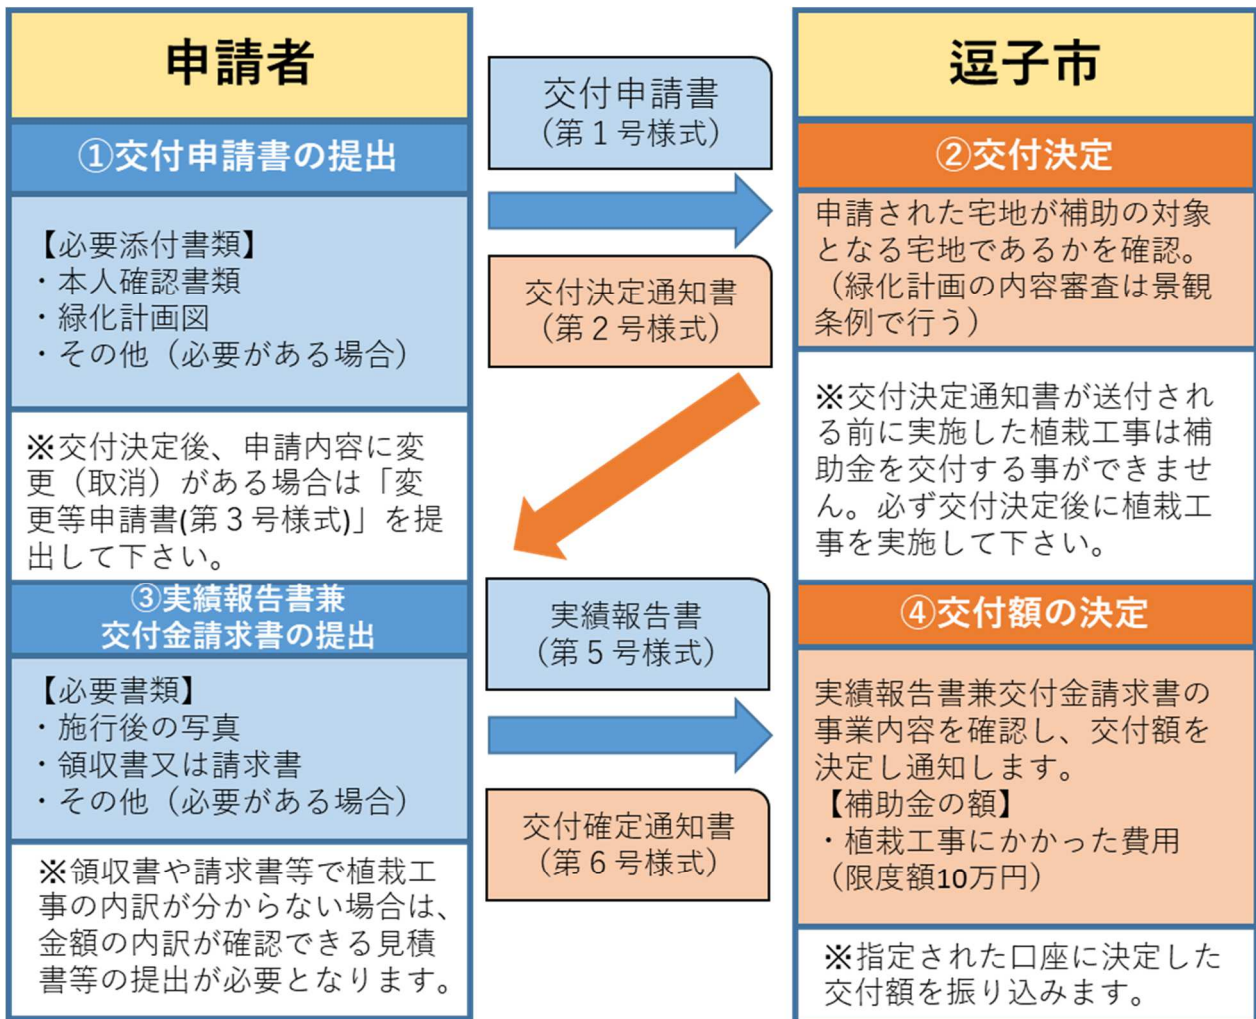 申請者
①交付申請書の提出
【必要添付書類】
・本人確認書類
・緑化計画図
・その他（必要がある場合）
※交付決定後、申請内容に変
更（取消）がある場合は「変
更等申請書(第３号様式)」を提
出して下さい。
③実績報告書兼
交付金請求書の提出
【必要書類】
・施行後の写真
・領収書又は請求書
・その他（必要がある場合）
※領収書や請求書等で植栽工
事の内訳が分からない場合は、
金額の内訳が確認できる見積
書等の提出が必要となります。
交付申請書
(第１号様式)
交付決定通知書
(第２号様式)
実績報告書
(第５号様式)
交付確定通知書
(第６号様式)
逗子市
②交付決定
申請された宅地が補助の対象
となる宅地であるかを確認。
（緑化計画の内容審査は景観
条例で行う）
※交付決定通知書が送付され
る前に実施した植栽工事は補
助金を交付する事ができませ
ん。必ず交付決定後に植栽工
事を実施して下さい。
④交付額の決定
実績報告書兼交付金請求書の
事業内容を確認し、交付額を
決定し通知します。
【補助金の額】
・植栽工事にかかった費用
（限度額10万円）
※指定された口座に決定した
交付額を振り込みます。